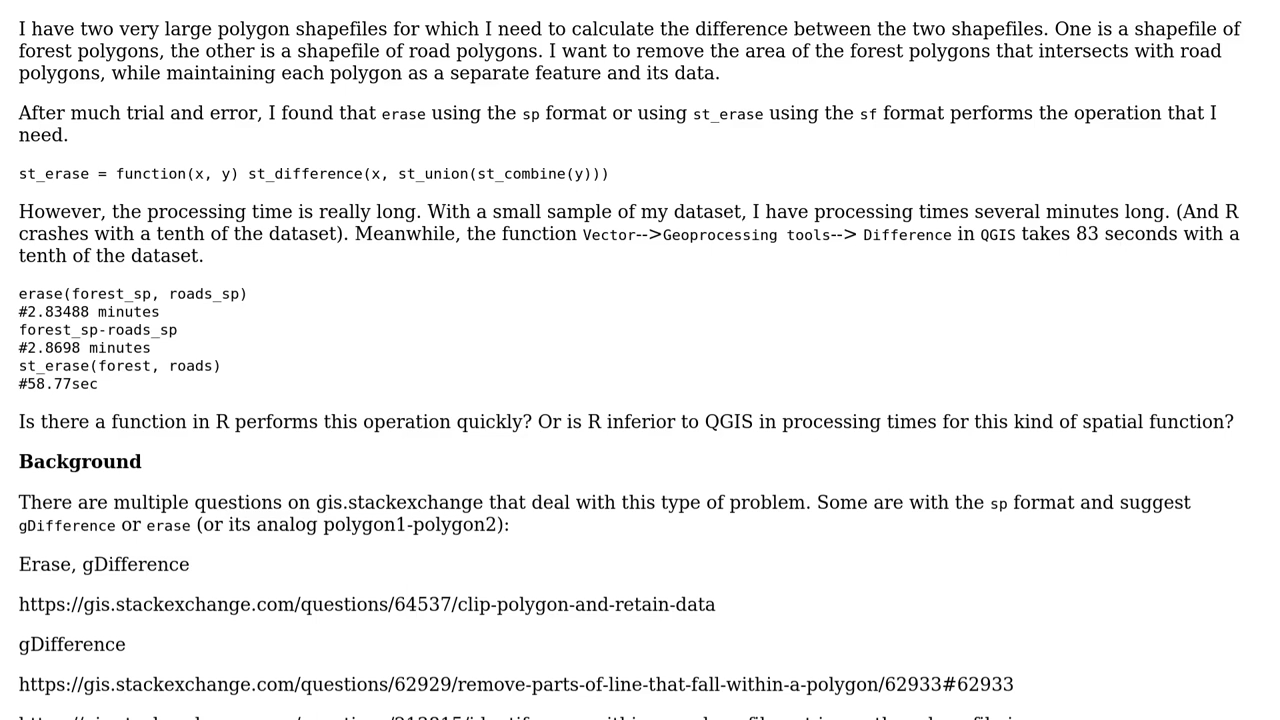 I have two very large polygon shapefiles for which I need to calculate the difference between the two shapefiles. One is a shapefile of
forest polygons, the other is a shapefile of road polygons. I want to remove the area of the forest polygons that intersects with road
polygons, while maintaining each polygon as a separate feature and its data.
After much trial and error, I found that erase using the sp format or using st_erase using the sf format performs the operation that I
need.
st_erase = function(x, y) st_difference(x, st_union(st_combine(y)))
However, the processing time is really long. With a small sample of my dataset, I have processing times several minutes long. (And R
crashes with a tenth of the dataset). Meanwhile, the function Vector-->Geoprocessing tools--> Difference in QGIS takes 83 seconds with a
tenth of the dataset.
erase(forest_sp, roads_sp)
#2.83488 minutes
forest_sp-roads_sp
#2.8698 minutes
st_erase(forest, roads)
#58.77sec
Is there a function in R performs this operation quickly? Or is R inferior to QGIS in processing times for this kind of spatial function?
Background
There are multiple questions on gis.stackexchange that deal with this type of problem. Some are with the sp format and suggest
gDifference or erase (or its analog polygon1-polygon2):
Erase, gDifference
https://gis.stackexchange.com/questions/64537/clip-polygon-and-retain-data
gDifference
https://gis.stackexchange.com/questions/62929/remove-parts-of-line-that-fall-within-a-polygon/62933#62933